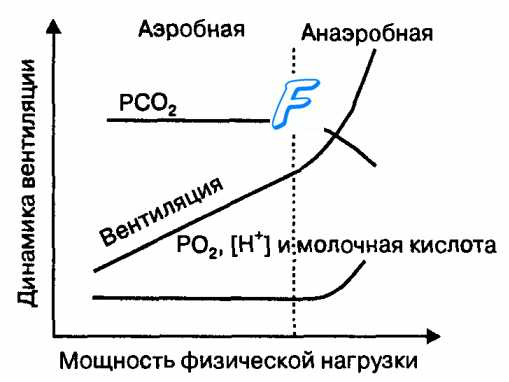 Аэробная
Анаэробная
PCO₂
F
Вентиляция
PO₂, [H⁺] и молочная кислота
Динамика вентиляции
Мощность физической нагрузки